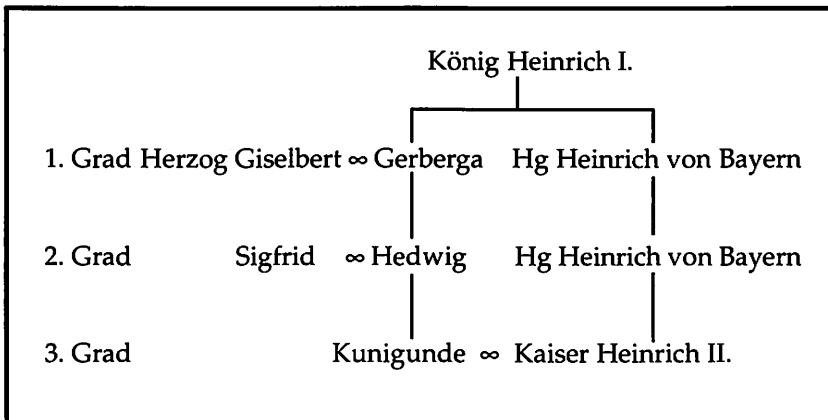 König Heinrich I.
1. Grad Herzog Giselbert ∞ Gerberga Hg Heinrich von Bayern
2. Grad Sigfrid ∞ Hedwig Hg Heinrich von Bayern
3. Grad Kunigunde ∞ Kaiser Heinrich II.